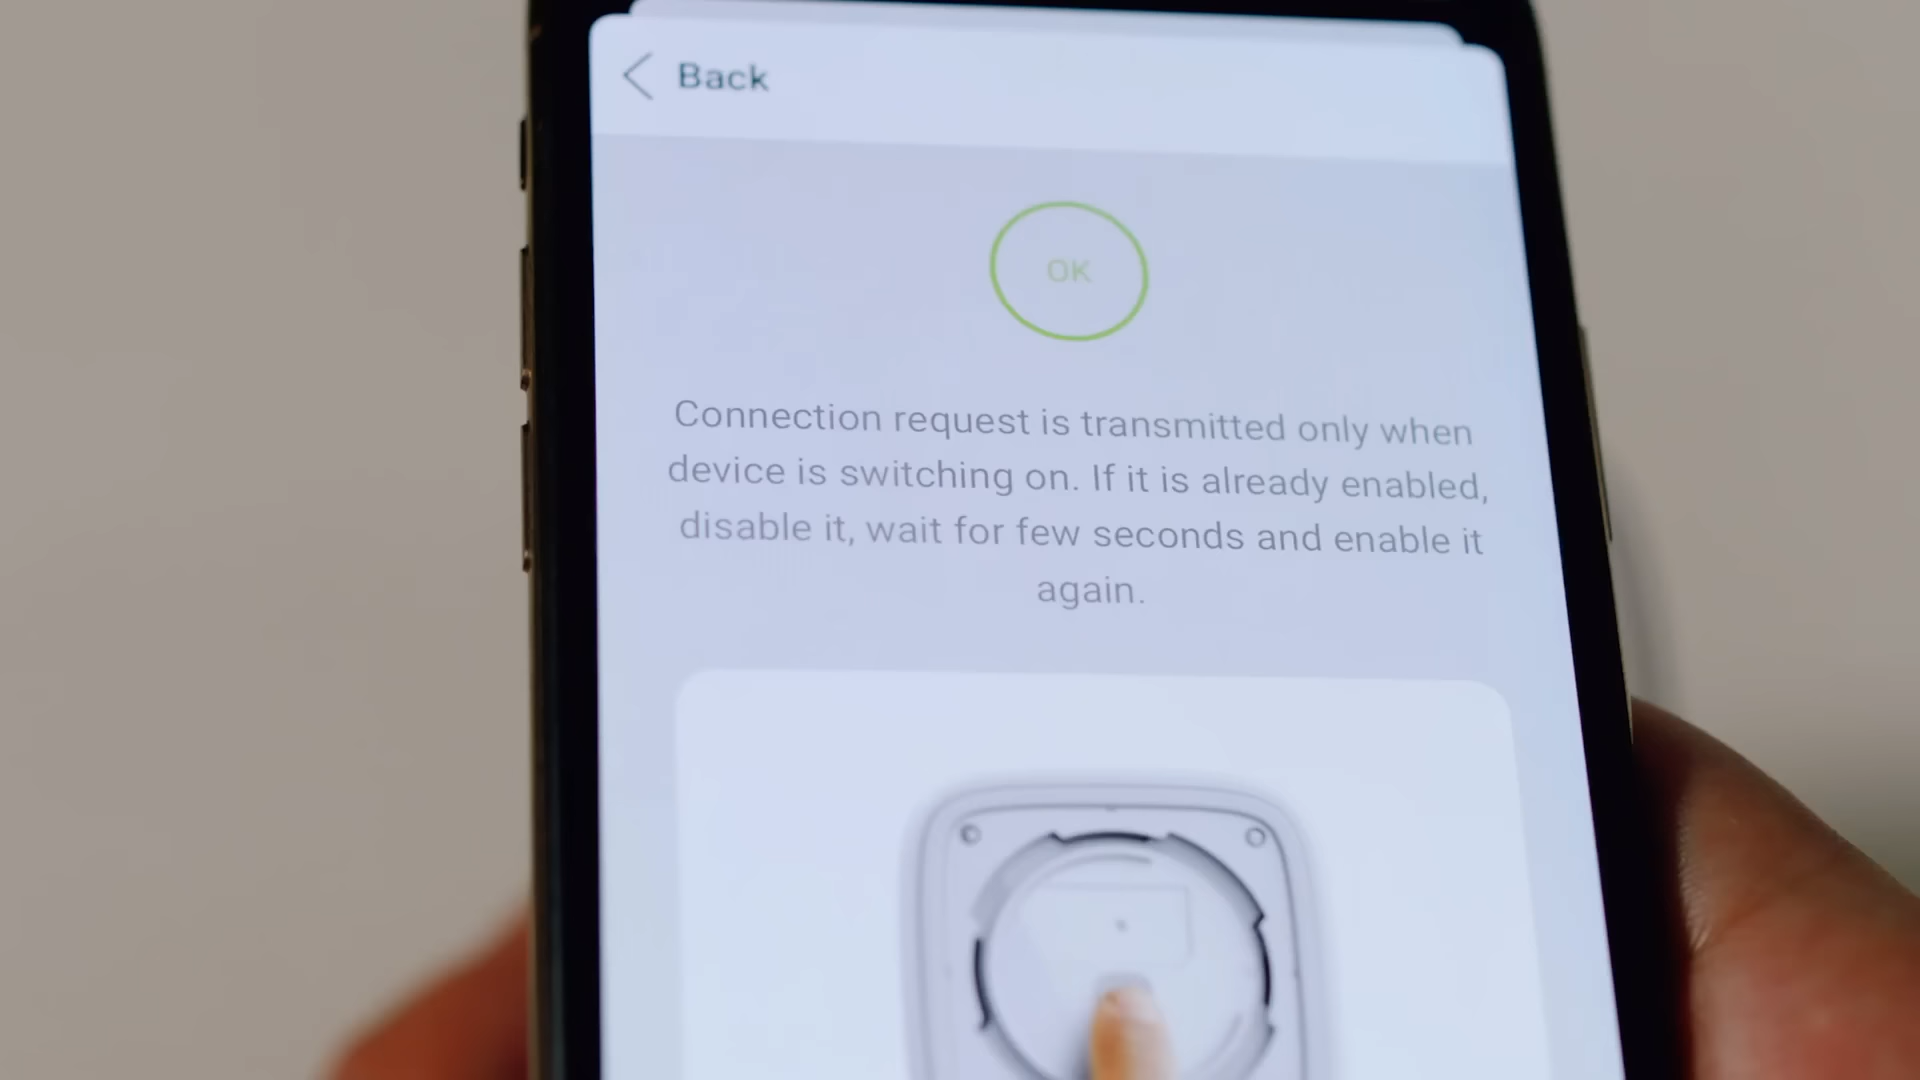 Back
OK
Connection request is transmitted only when
device is switching on. If it is already enabled,
disable it, wait for few seconds and enable it
again.